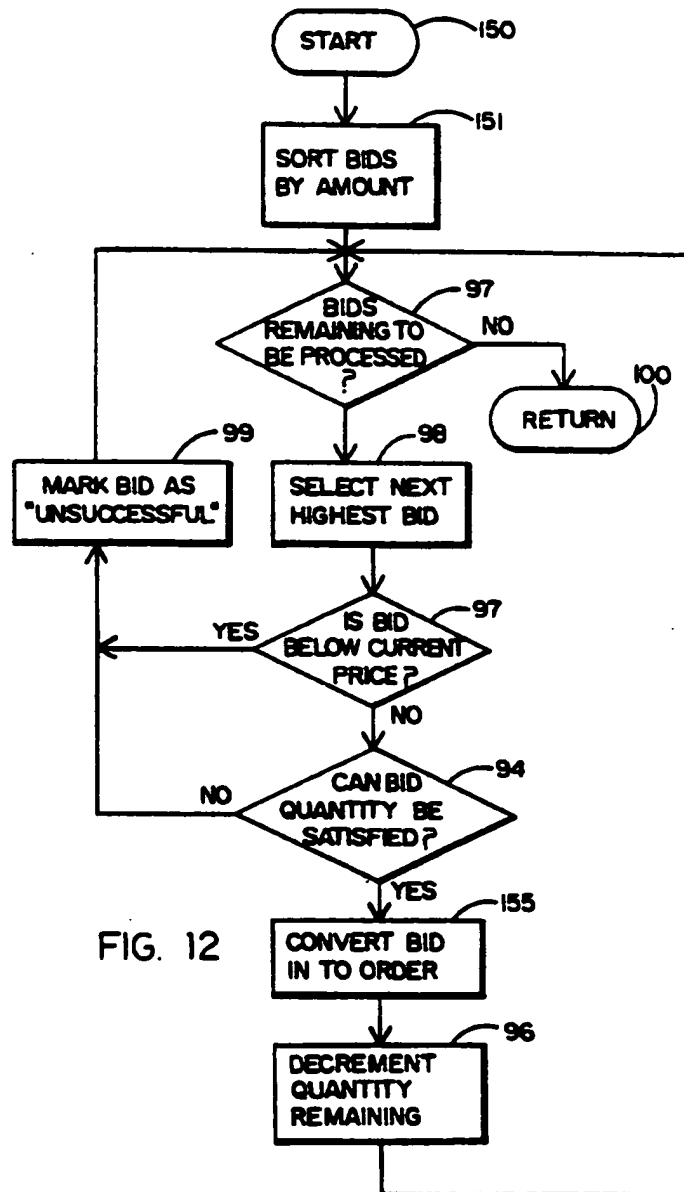 START
150
151
SORT BIDS
BY AMOUNT
97
BIDS
REMAINING TO
BE PROCESSED
?
NO
RETURN
100
99
MARK BID AS
"UNSUCCESSFUL"
98
SELECT NEXT
HIGHEST BID
97
YES
IS BID
BELOW CURRENT
PRICE?
NO
94
NO
CAN BID
QUANTITY BE
SATISFIED?
YES
155
CONVERT BID
IN TO ORDER
FIG. 12
96
DECREMENT
QUANTITY
REMAINING